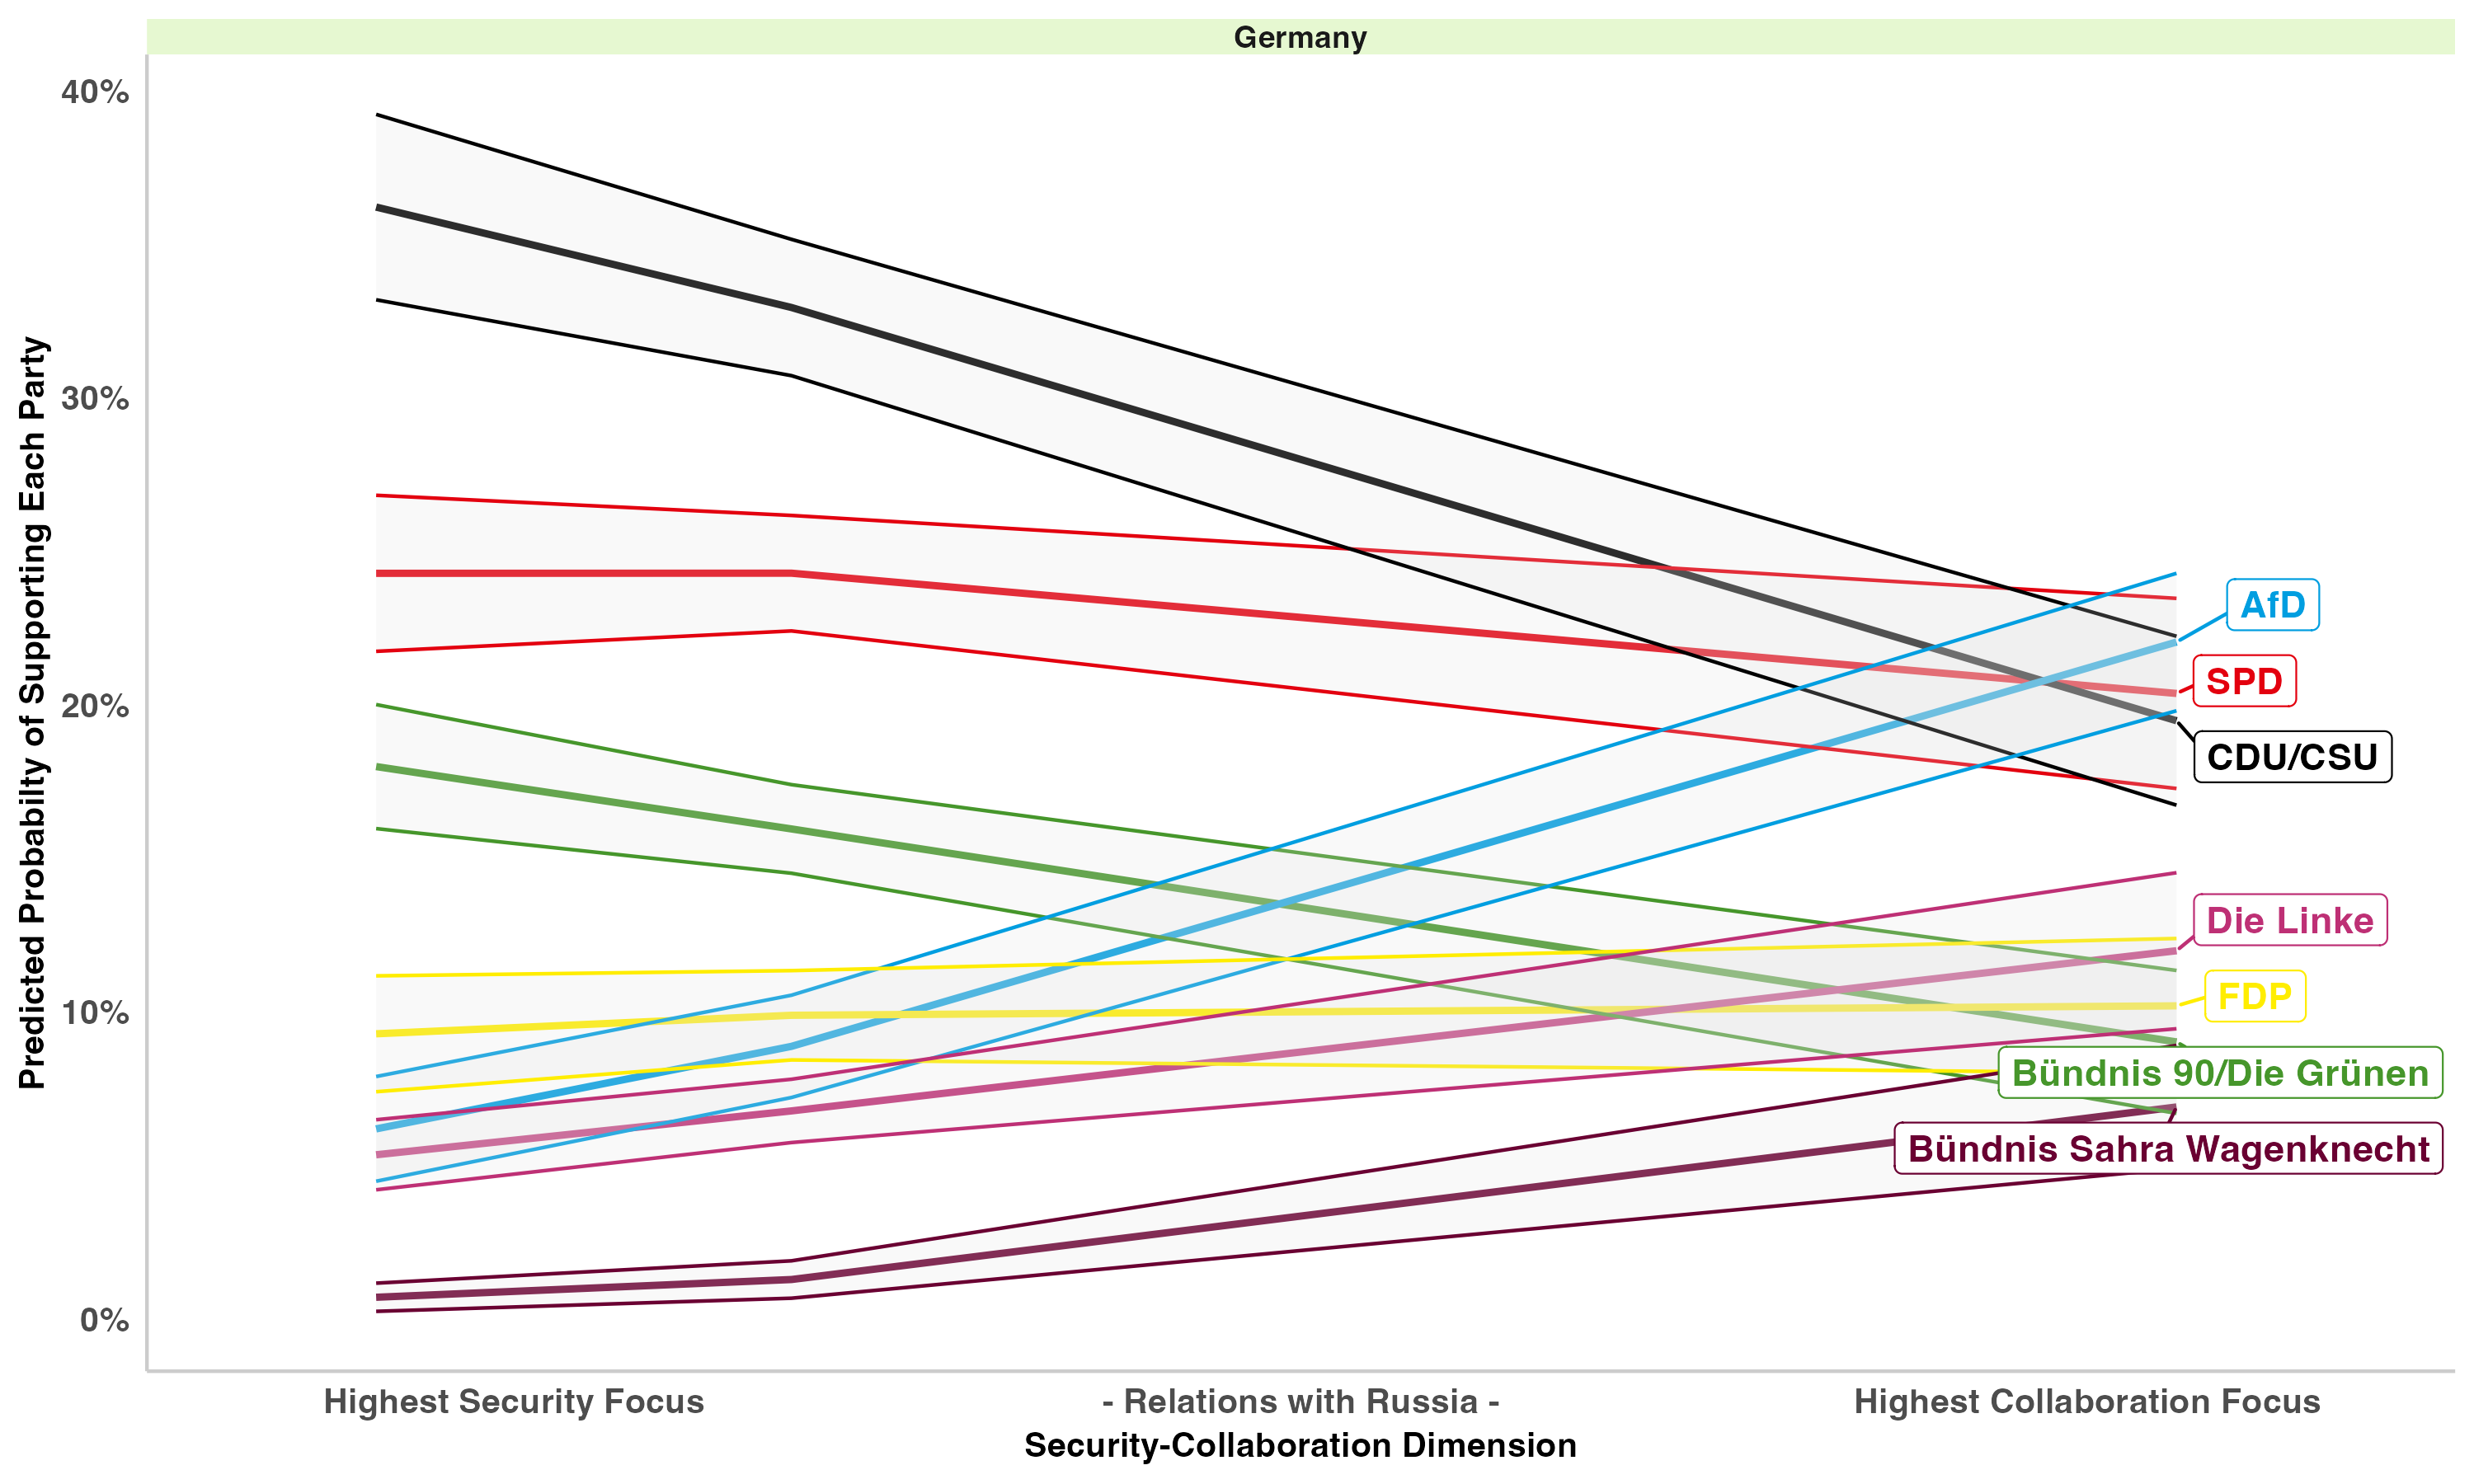 Germany
Predicted Probabilty of Supporting Each Party
40%
30%
20%
10%
0%
AfD
SPD
CDU/CSU
Die Linke
FDP
Bündnis 90/Die Grünen
Bündnis Sahra Wagenknecht
Highest Security Focus
- Relations with Russia -
Highest Collaboration Focus
Security-Collaboration Dimension